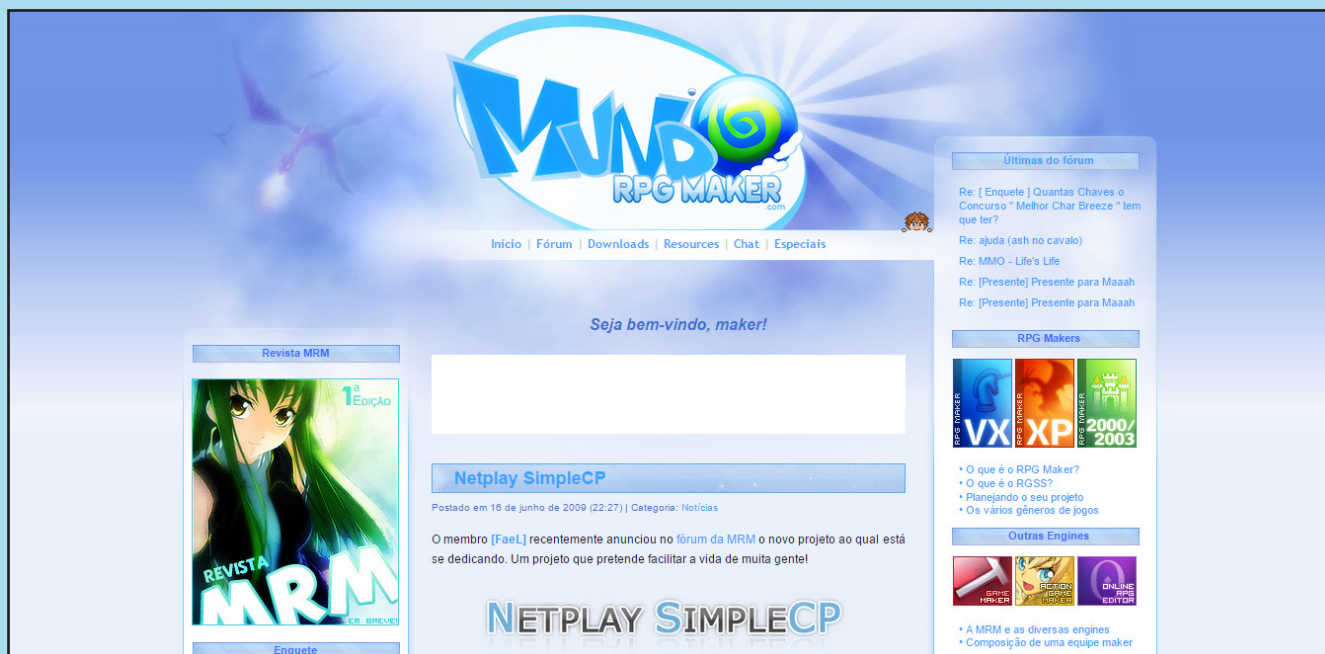 MUNDO
RPG MAKER
.com
Início | Fórum | Downloads | Resources | Chat | Especiais
Seja bem-vindo, maker!
Revista MRM
1ª
EDIÇÃO
REVISTA
MRM
EM BREVE!
Enquete
Netplay SimpleCP
Postado em 16 de junho de 2009 (22:27) | Categoria: Notícias
O membro [FaeL] recentemente anunciou no fórum da MRM o novo projeto ao qual está
se dedicando. Um projeto que pretende facilitar a vida de muita gente!
NETPLAY SIMPLECP
Últimas do fórum
Re: [ Enquete ] Quantas Chaves o
Concurso " Melhor Char Breeze " tem
que ter?
Re: ajuda (ash no cavalo)
Re: MMO - Life's Life
Re: [Presente] Presente para Maaah
Re: [Presente] Presente para Maaah
RPG Makers
RPG MAKER VX
RPG MAKER XP
RPG MAKER 2000/
2003
• O que é o RPG Maker?
• O que é o RGSS?
• Planejando o seu projeto
• Os vários gêneros de jogos
Outras Engines
GAME
MAKER
ACTION
GAME
MAKER
ONLINE
RPG
EDITOR
• A MRM e as diversas engines
• Composição de uma equipe maker